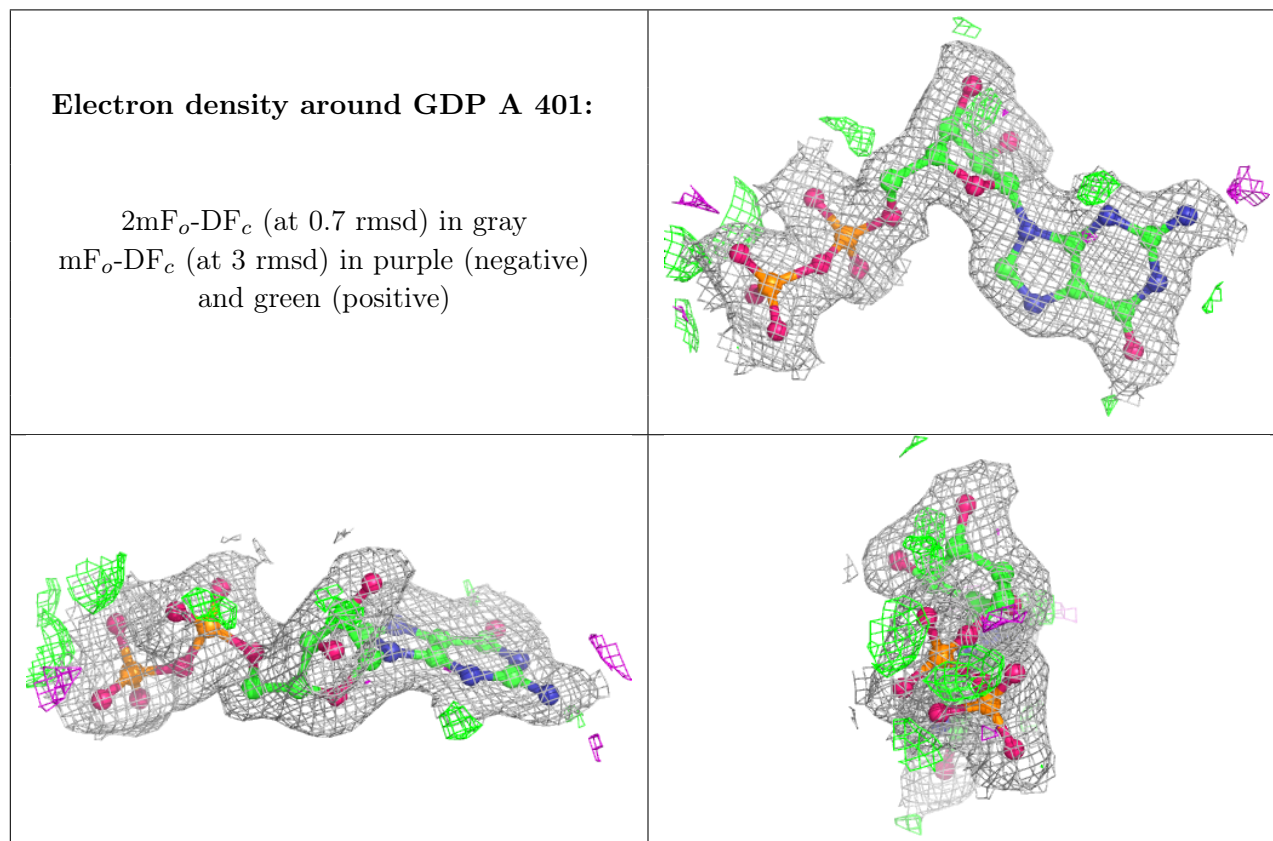 Electron density around GDP A 401:
2mFo-DFc (at 0.7 rmsd) in gray
mFo-DFc (at 3 rmsd) in purple (negative)
and green (positive)